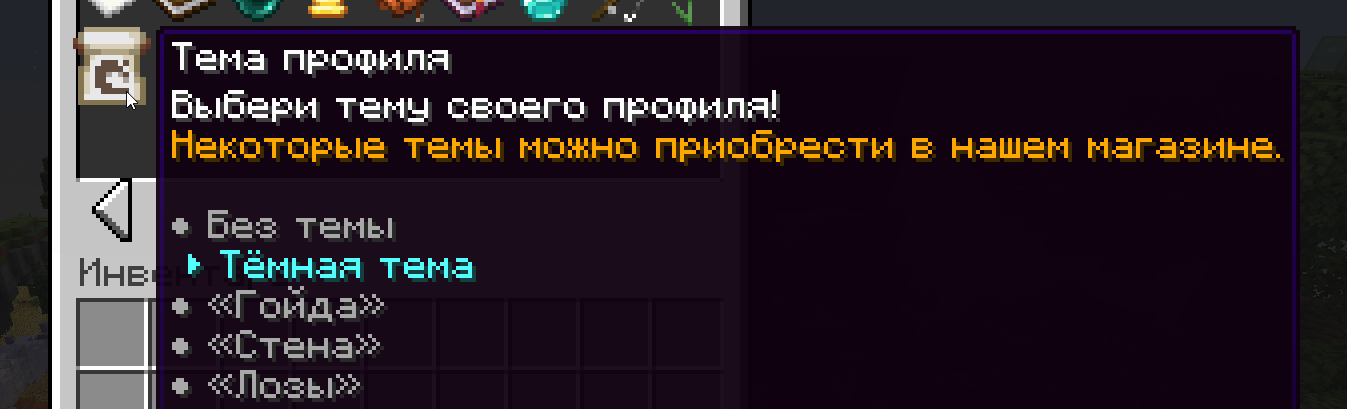 Тема профиля
Выбери тему своего профиля!
Некоторые темы можно приобрести в нашем магазине.
• Без темы
▸ Тёмная тема
Инве
• «Гойда»
• «Стена»
• «Лозы»